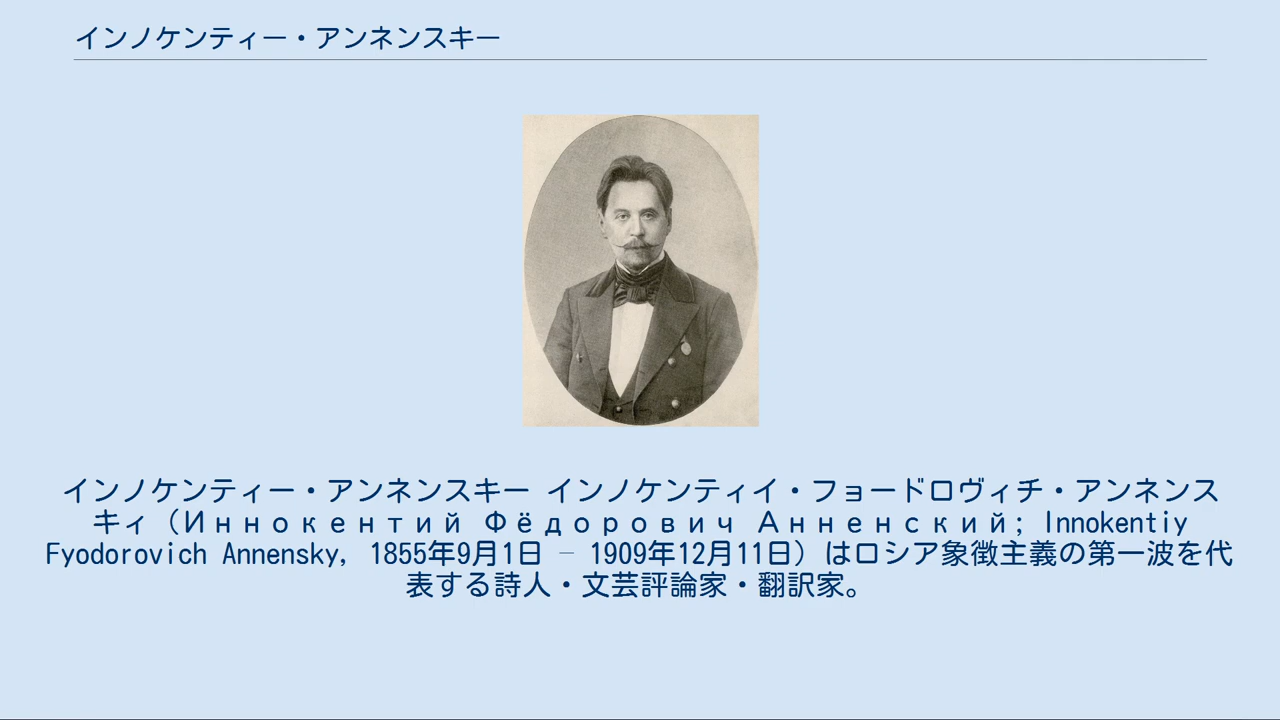 インノケンティー・アンネンスキー
インノケンティー・アンネンスキー インノケンティイ・フョードロヴィチ・アンネンス
キィ（Иннокентий Фёдорович Анненский; Innokentiy
Fyodorovich Annensky, 1855年9月1日 – 1909年12月11日）はロシア象徴主義の第一波を代
表する詩人・文芸評論家・翻訳家。